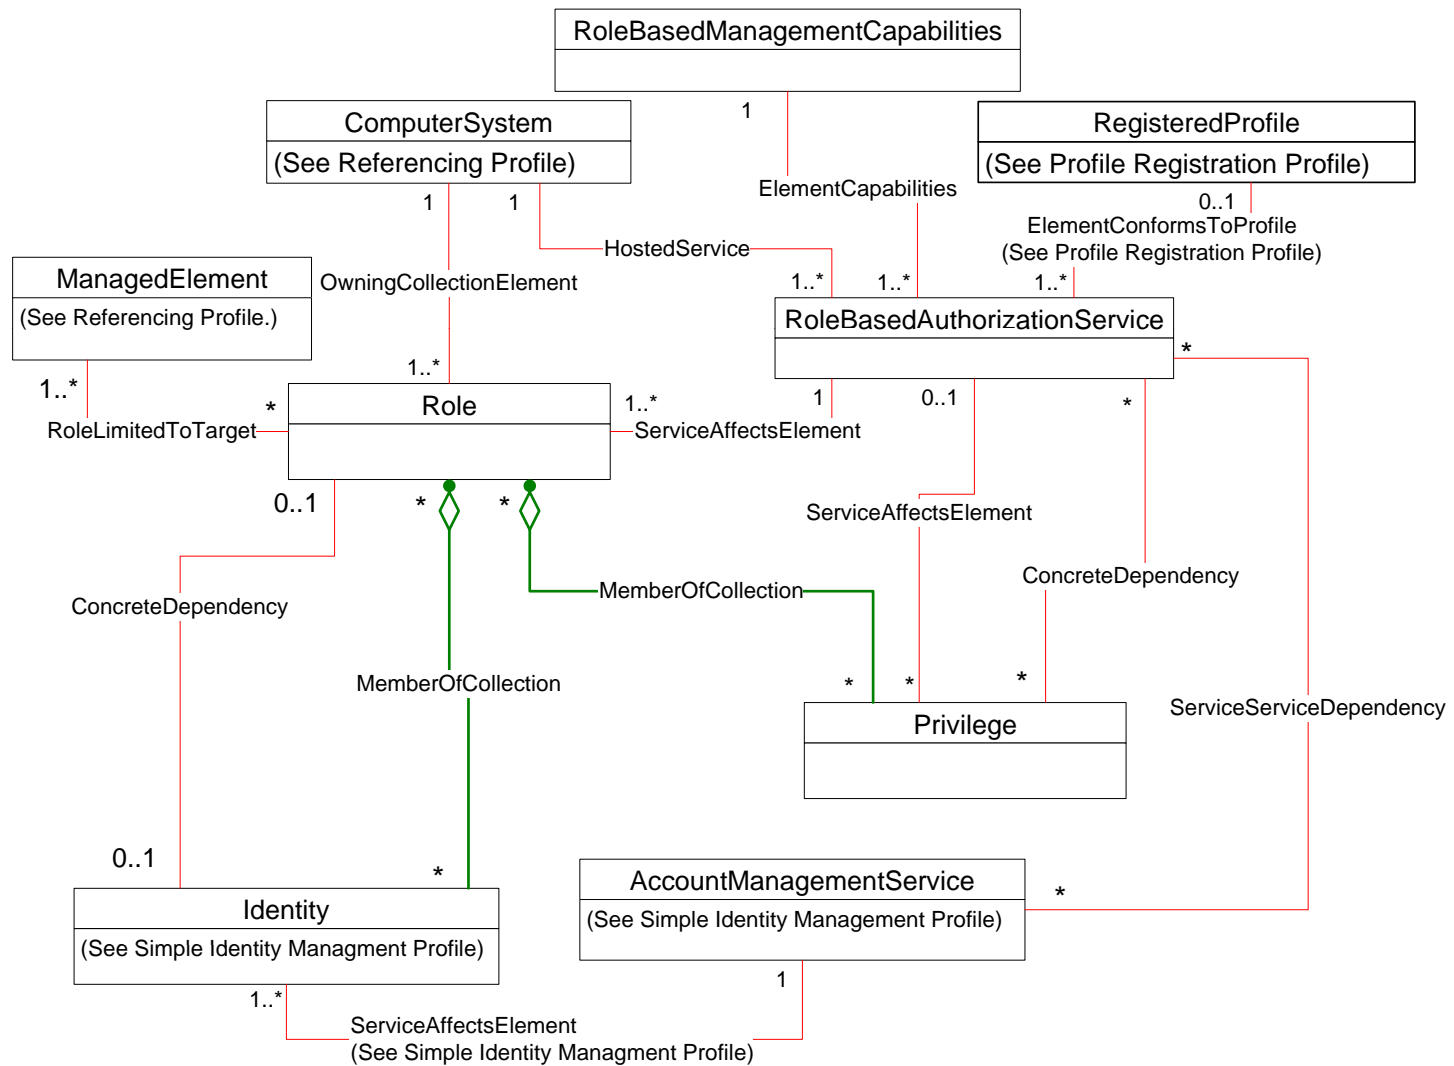 RoleBasedManagementCapabilities
1
ComputerSystem
(See Referencing Profile)
RegisteredProfile
(See Profile Registration Profile)
1
1
ElementCapabilities
0..1
ElementConformsToProfile
(See Profile Registration Profile)
HostedService
OwningCollectionElement
ManagedElement
(See Referencing Profile.)
1..*
1..*
1..*
RoleBasedAuthorizationService
*
1..*
1..*
Role
*
1..*
1
0..1
*
RoleLimitedToTarget
ServiceAffectsElement
0..1
*
*
ServiceAffectsElement
ConcreteDependency
MemberOfCollection
ConcreteDependency
MemberOfCollection
*
*
*
ServiceServiceDependency
Privilege
0..1
*
AccountManagementService
(See Simple Identity Management Profile)
*
Identity
(See Simple Identity Managment Profile)
1..*
1
ServiceAffectsElement
(See Simple Identity Managment Profile)